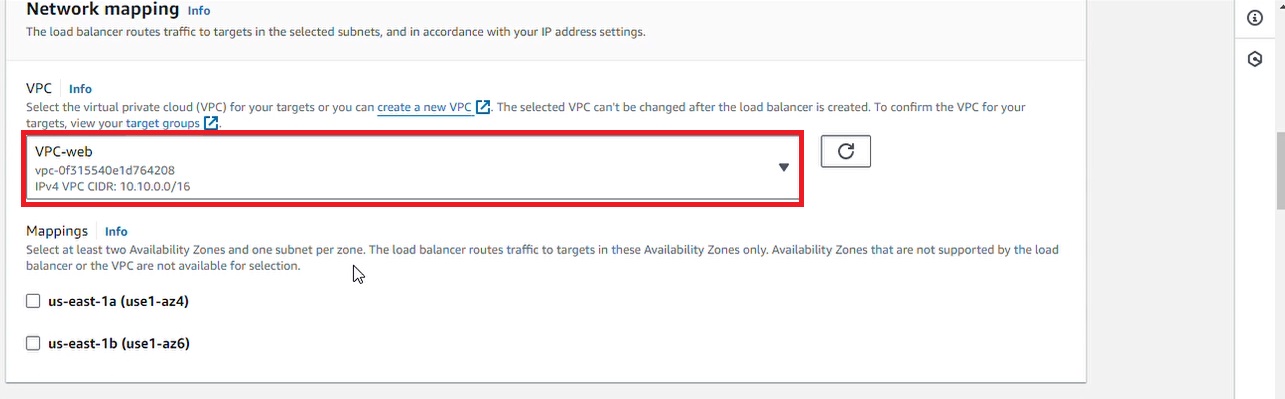 Network mapping Info
The load balancer routes traffic to targets in the selected subnets, and in accordance with your IP address settings.
VPC Info
Select the virtual private cloud (VPC) for your targets or you can create a new VPC. The selected VPC can't be changed after the load balancer is created. To confirm the VPC for your
targets, view your target groups.
VPC-web
vpc-0f315540e1d764208
IPv4 VPC CIDR: 10.10.0.0/16
Mappings Info
Select at least two Availability Zones and one subnet per zone. The load balancer routes traffic to targets in these Availability Zones only. Availability Zones that are not supported by the load
balancer or the VPC are not available for selection.
us-east-1a (use1-az4)
us-east-1b (use1-az6)